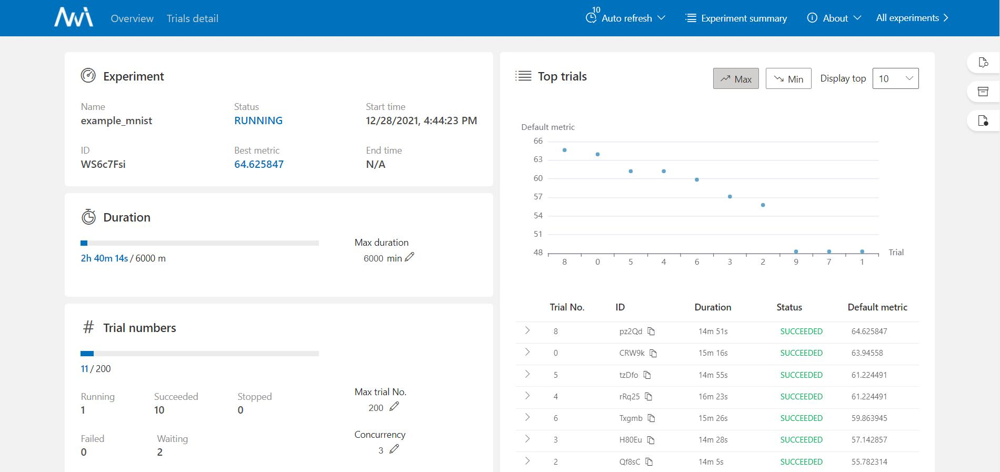 NNI Overview Trials detail 10 Auto refresh Experiment summary About All experiments
Experiment
Name Status Start time
example_mnist RUNNING 12/28/2021, 4:44:23 PM
ID Best metric End time
WS6c7Fsi 64.625847 N/A
Duration
Max duration
2h 40m 14s / 6000 m 6000 min
# Trial numbers
11 / 200
Max trial No.
Running Succeeded Stopped
200
1 10 0
Concurrency
Failed Waiting
3
0 2
Top trials Max Min Display top 10
Default metric
66
63
60
57
54
51
48 Trial
8 0 5 4 6 3 2 9 7 1
Trial No. ID Duration Status Default metric
8 pz2Qd 14m 51s SUCCEEDED 64.625847
0 CRW9k 15m 16s SUCCEEDED 63.94558
5 tzDfo 14m 55s SUCCEEDED 61.224491
4 rRq25 16m 23s SUCCEEDED 61.224491
6 Txgmb 15m 26s SUCCEEDED 59.863945
3 H80Eu 14m 28s SUCCEEDED 57.142857
2 Qf8sC 14m 5s SUCCEEDED 55.782314